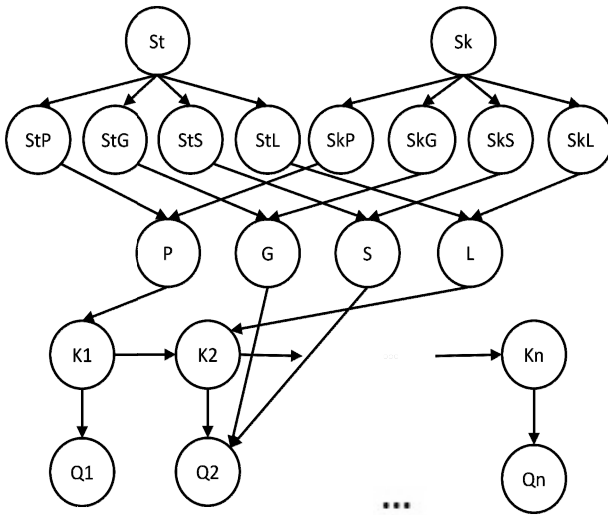 St Sk
StP StG StS StL SkP SkG SkS SkL
P G S L
K1 K2 Kn
Q1 Q2 Qn
...